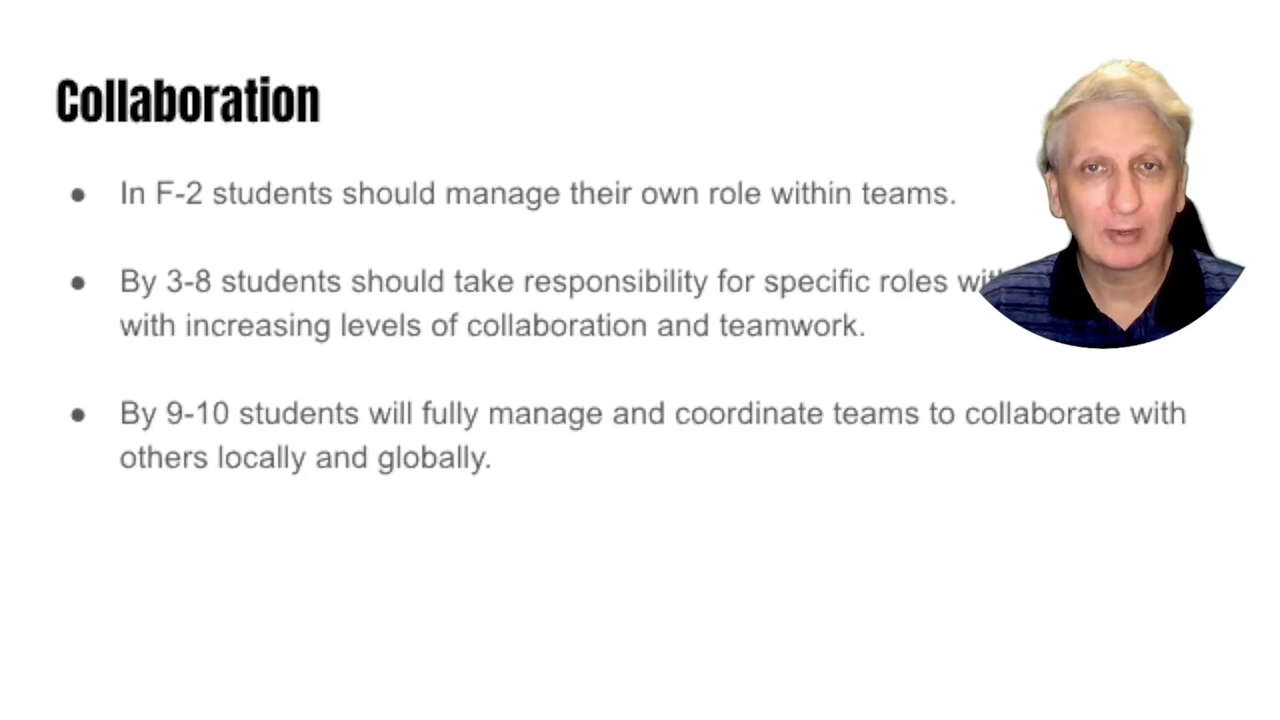 Collaboration
● In F-2 students should manage their own role within teams.
● By 3-8 students should take responsibility for specific roles
with increasing levels of collaboration and teamwork.
● By 9-10 students will fully manage and coordinate teams to collaborate with
others locally and globally.